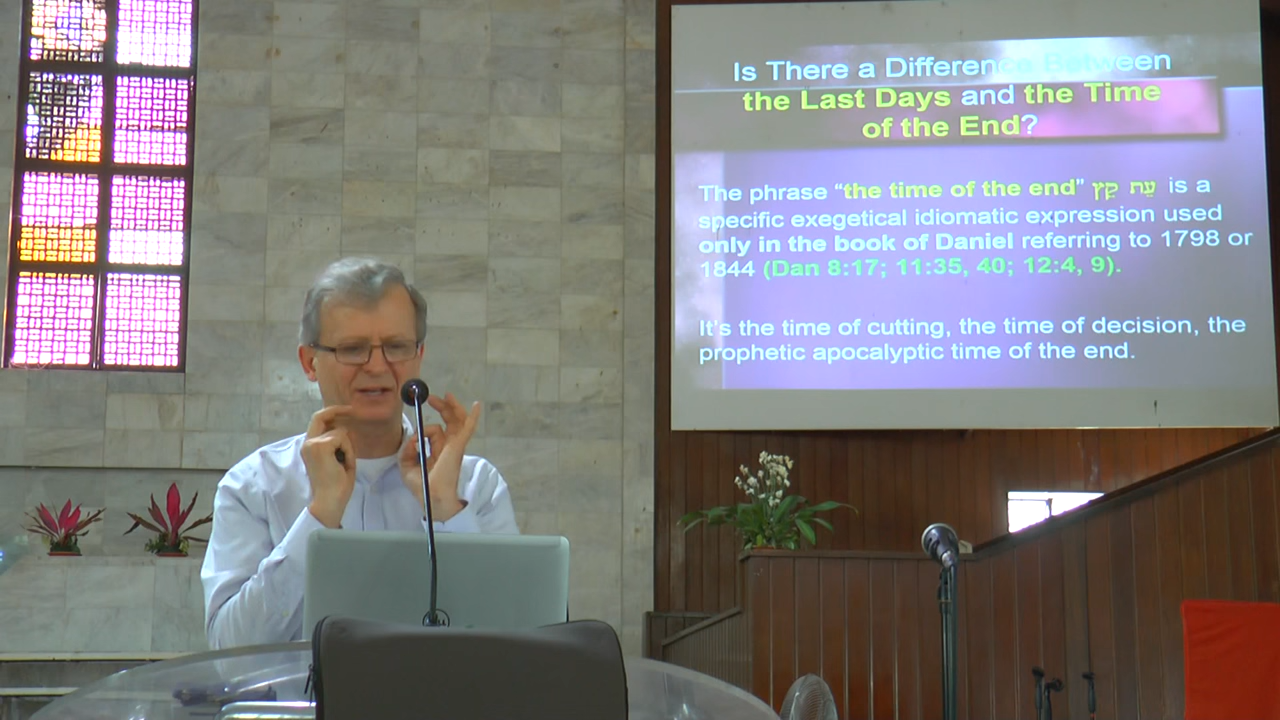 Is There a Difference Between
the Last Days and the Time
of the End?
The phrase “the time of the end” עֵת קֵץ is a
specific exegetical idiomatic expression used
only in the book of Daniel referring to 1798 or
1844 (Dan 8:17; 11:35, 40; 12:4, 9).
It's the time of cutting, the time of decision, the
prophetic apocalyptic time of the end.